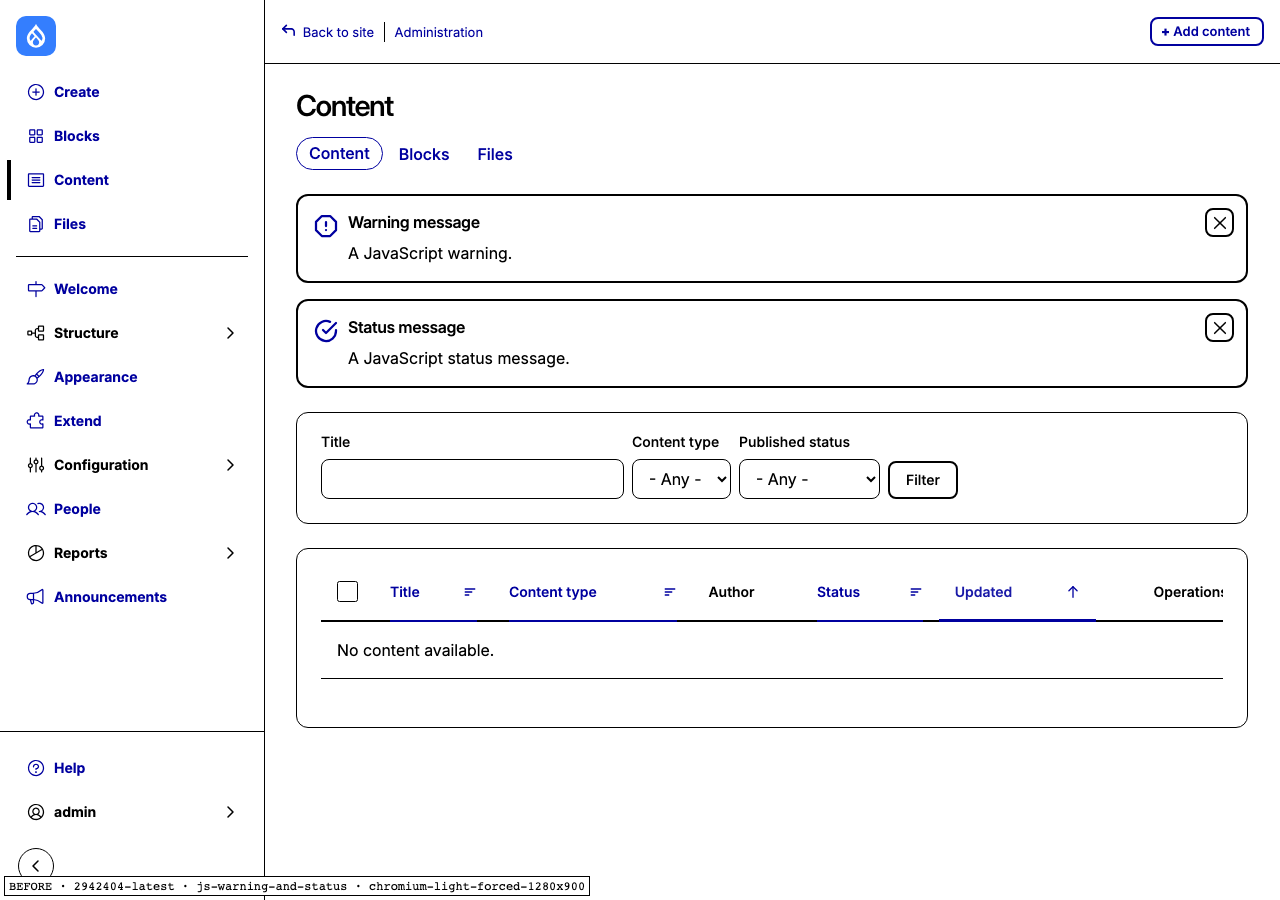 Back to site
Administration
+ Add content
Create
Blocks
Content
Files
Welcome
Structure
Appearance
Extend
Configuration
People
Reports
Announcements
Help
admin
Content
Content Blocks Files
Warning message
A JavaScript warning.
Status message
A JavaScript status message.
Title Content type Published status
- Any - - Any - Filter
Title Content type Author Status Updated Operations
No content available.
BEFORE · 2942404-latest · js-warning-and-status · chromium-light-forced-1280x900